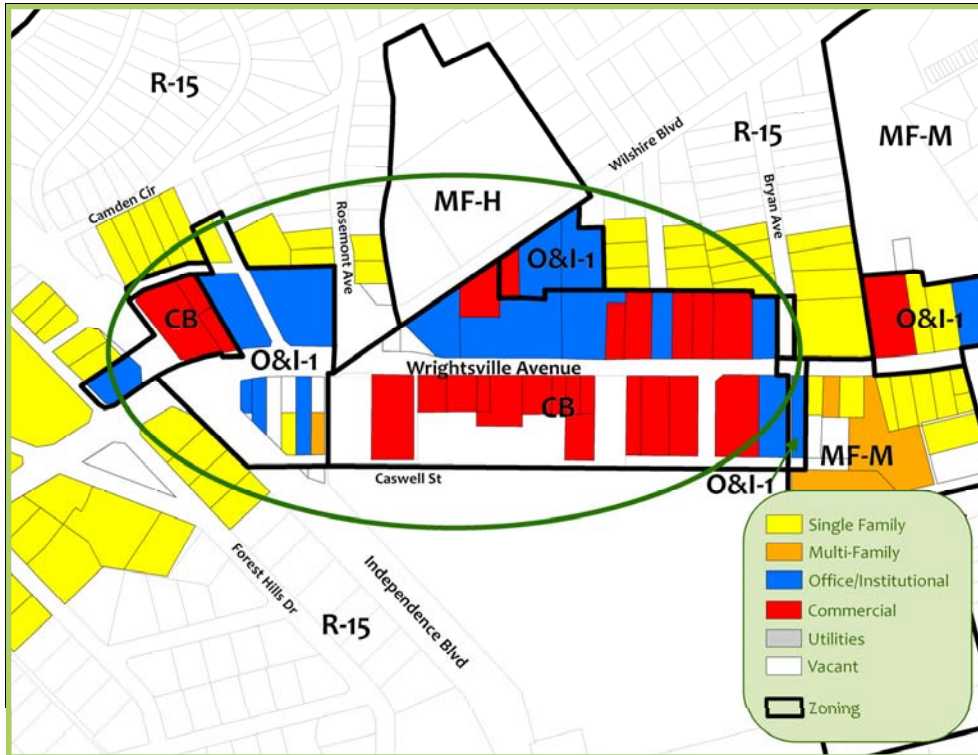 R-15
R-15
MF-M
Wilshire Blvd
Bryan Ave
Camden Cir
Rosemont Ave
MF-H
O&I-1
CB
O&I-1
O&I-1
Wrightsville Avenue
CB
MF-M
Caswell St
O&I-1
Forest Hills Dr
Independence Blvd
R-15
Single Family
Multi-Family
Office/Institutional
Commercial
Utilities
Vacant
Zoning